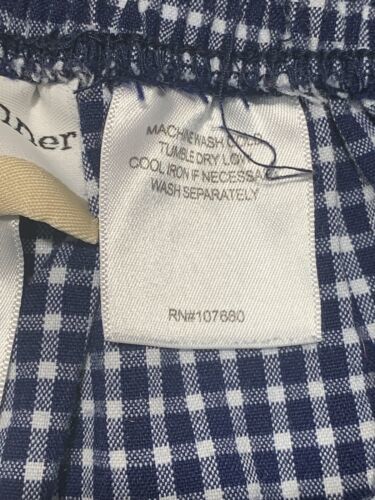 nner
MACHINE WASH COLD
TUMBLE DRY LOW
COOL IRON IF NECESSARY
WASH SEPARATELY
RN#107680